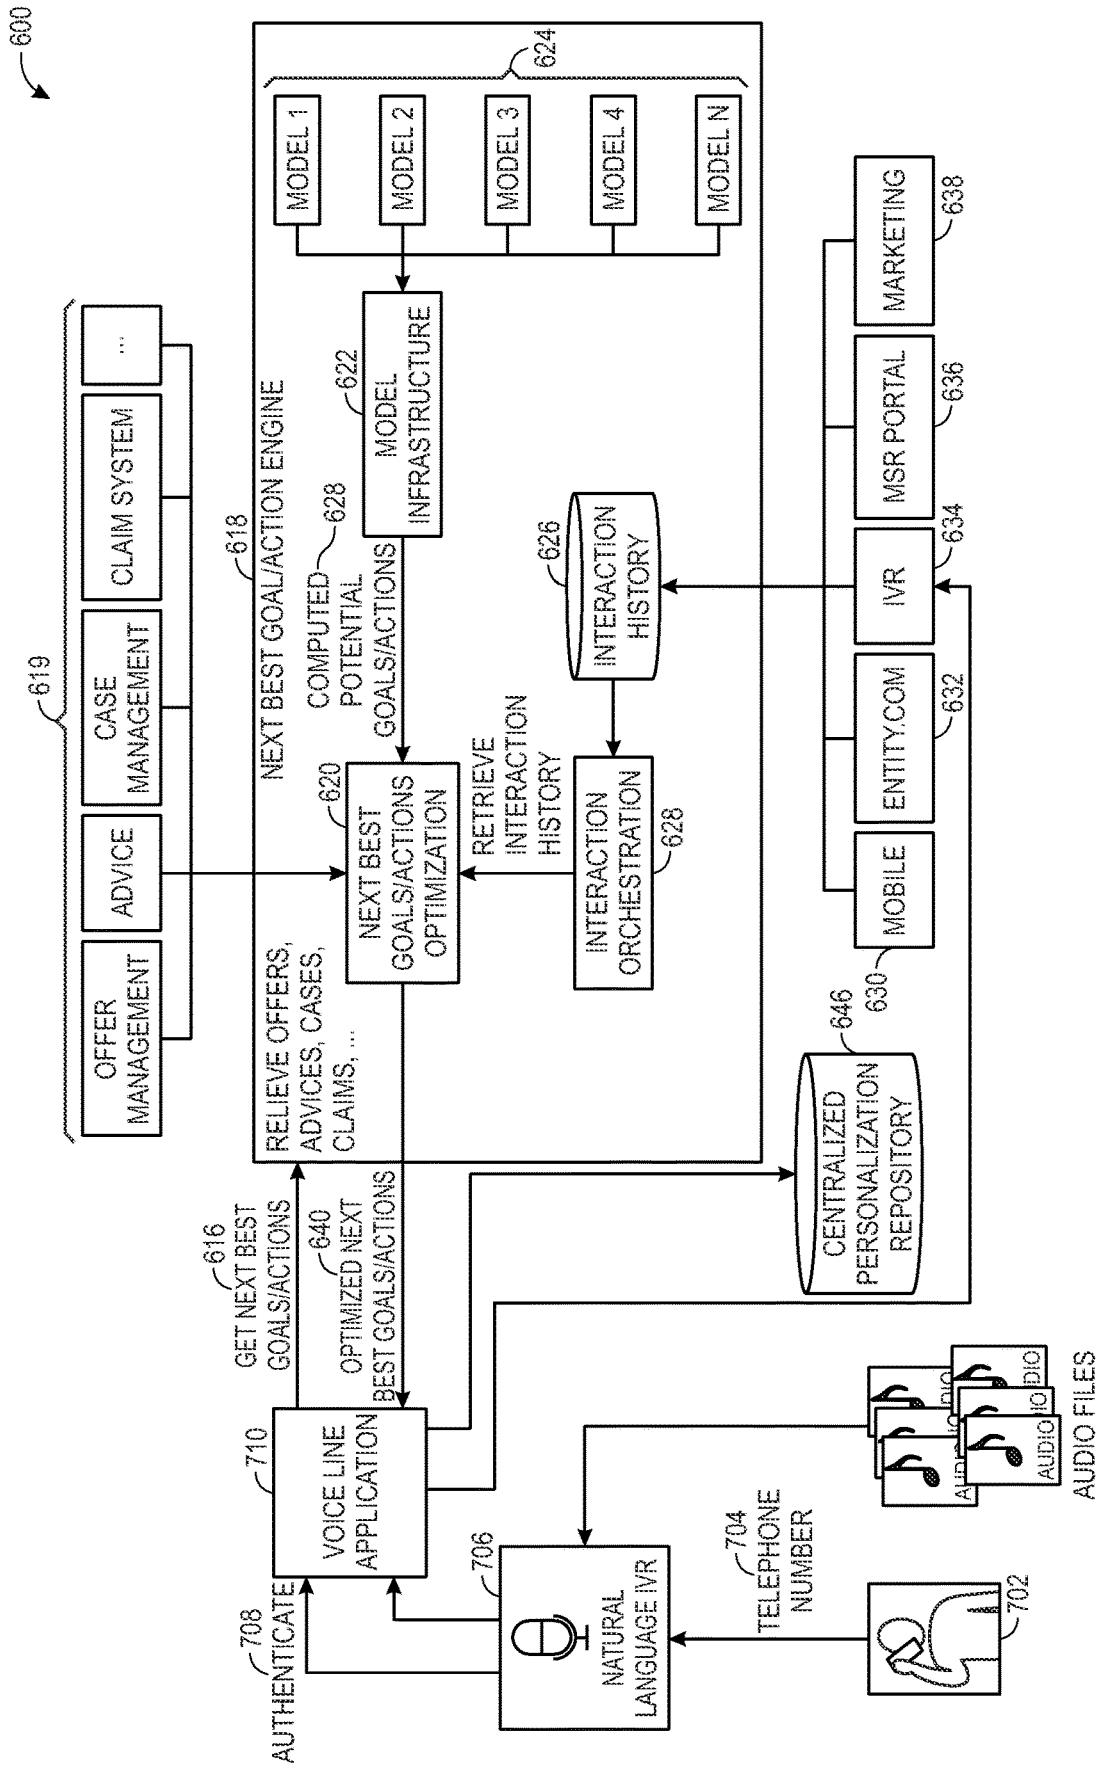 600
619
OFFER
MANAGEMENT
ADVICE
CASE
MANAGEMENT
CLAIM SYSTEM
...
616
GET NEXT BEST
GOALS/ACTIONS
618
NEXT BEST GOAL/ACTION ENGINE
RELIEVE OFFERS,
ADVICES, CASES,
CLAIMS, ...
708
AUTHENTICATE
710
VOICE LINE
APPLICATION
640
OPTIMIZED NEXT
BEST GOALS/ACTIONS
620
NEXT BEST
GOALS/ACTIONS
OPTIMIZATION
COMPUTED
628
POTENTIAL
GOALS/ACTIONS
622
MODEL
INFRASTRUCTURE
MODEL 1
MODEL 2
MODEL 3
MODEL 4
MODEL N
624
RETRIEVE
INTERACTION
HISTORY
626
INTERACTION
HISTORY
INTERACTION
ORCHESTRATION
628
706
NATURAL
LANGUAGE IVR
704
TELEPHONE
NUMBER
702
AUDIO
AUDIO
DIO
DIO
AUDIO FILES
CENTRALIZED
PERSONALIZATION
REPOSITORY
646
MOBILE
630
ENTITY.COM
632
IVR
634
MSR PORTAL
636
MARKETING
638